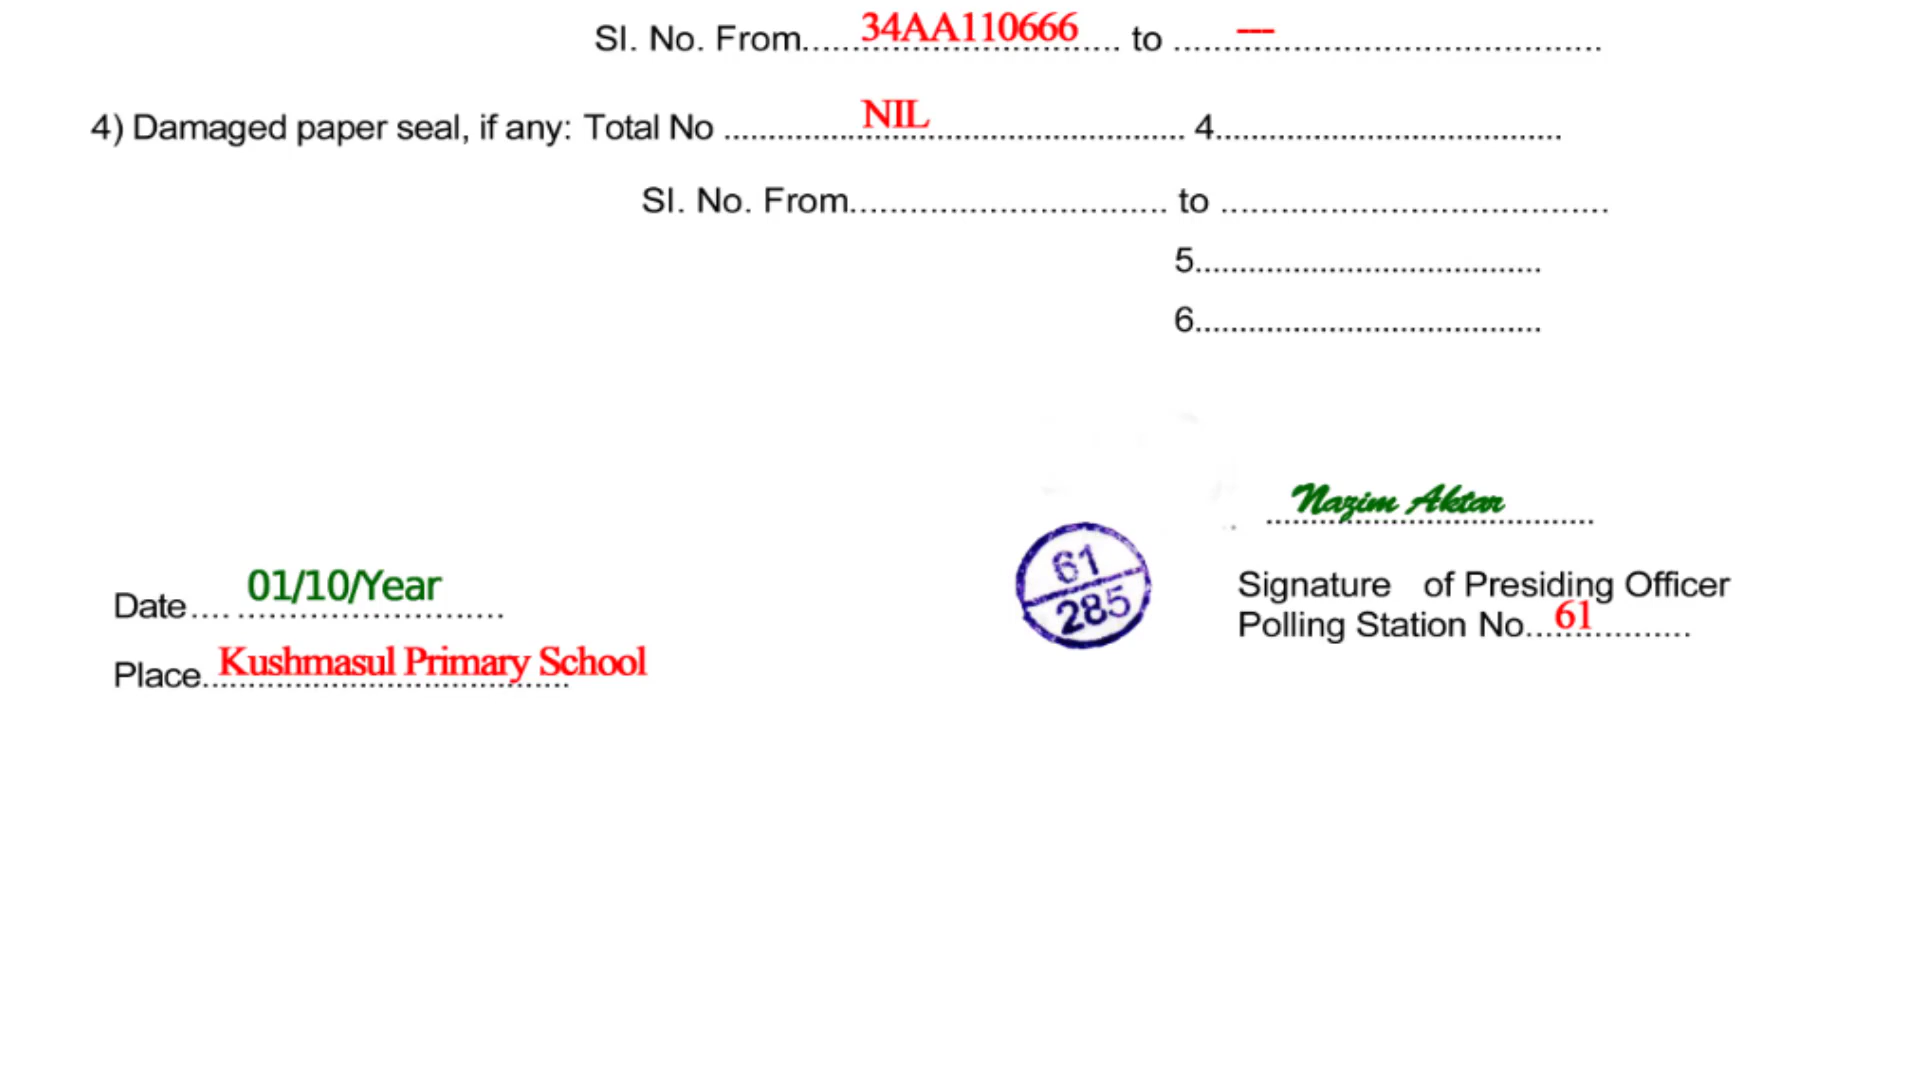 Sl. No. From.....34AA110666..... to .....---.....
4) Damaged paper seal, if any: Total No .....NIL..... 4.....
Sl. No. From..... to .....
5.....
6.....
Nazim Aktar
61
285
Date.... 01/10/Year
Signature of Presiding Officer
Polling Station No....61.....
Place. Kushmasul Primary School